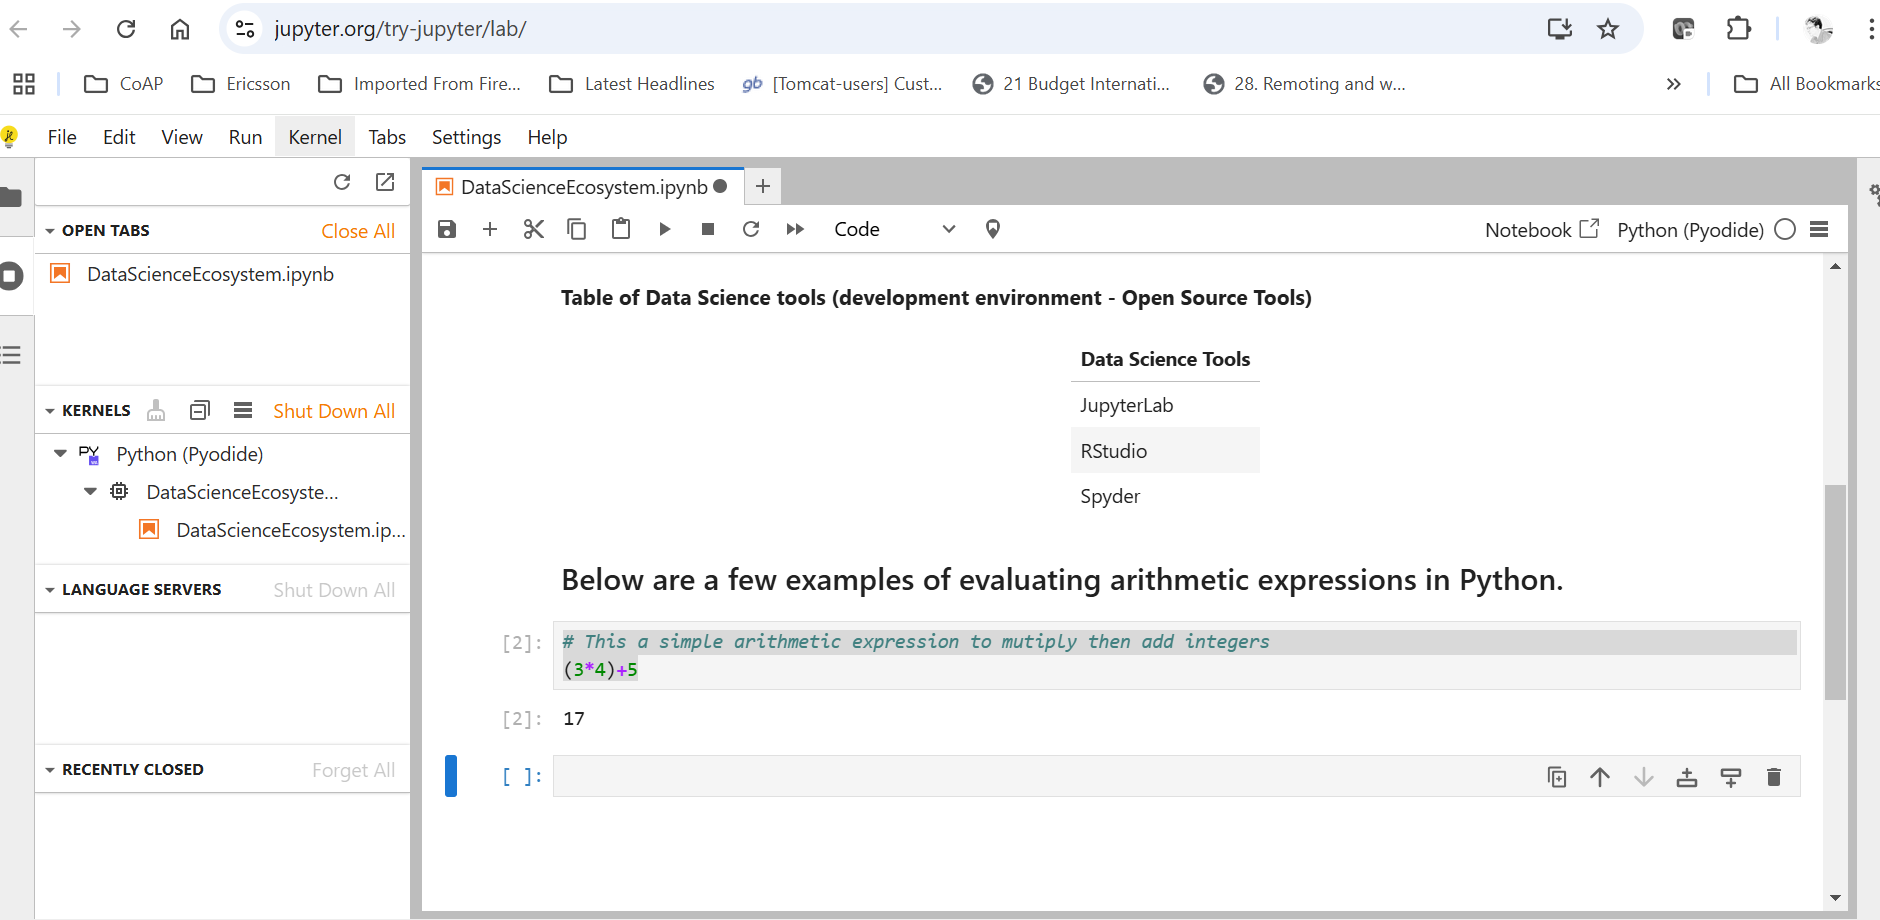 jupyter.org/try-jupyter/lab/
CoAP
Ericsson
Imported From Fire...
Latest Headlines
gb [Tomcat-users] Cust...
21 Budget Internati...
28. Remoting and w...
All Bookmarks
File Edit View Run Kernel Tabs Settings Help
OPEN TABS Close All
DataScienceEcosystem.ipynb
KERNELS Shut Down All
PY Python (Pyodide)
DataScienceEcosyste...
DataScienceEcosystem.ip...
LANGUAGE SERVERS Shut Down All
RECENTLY CLOSED Forget All
DataScienceEcosystem.ipynb
Code
Notebook
Python (Pyodide)
Table of Data Science tools (development environment - Open Source Tools)
Data Science Tools
JupyterLab
RStudio
Spyder
Below are a few examples of evaluating arithmetic expressions in Python.
[2]: # This a simple arithmetic expression to mutiply then add integers
(3*4)+5
[2]: 17
[ ]: